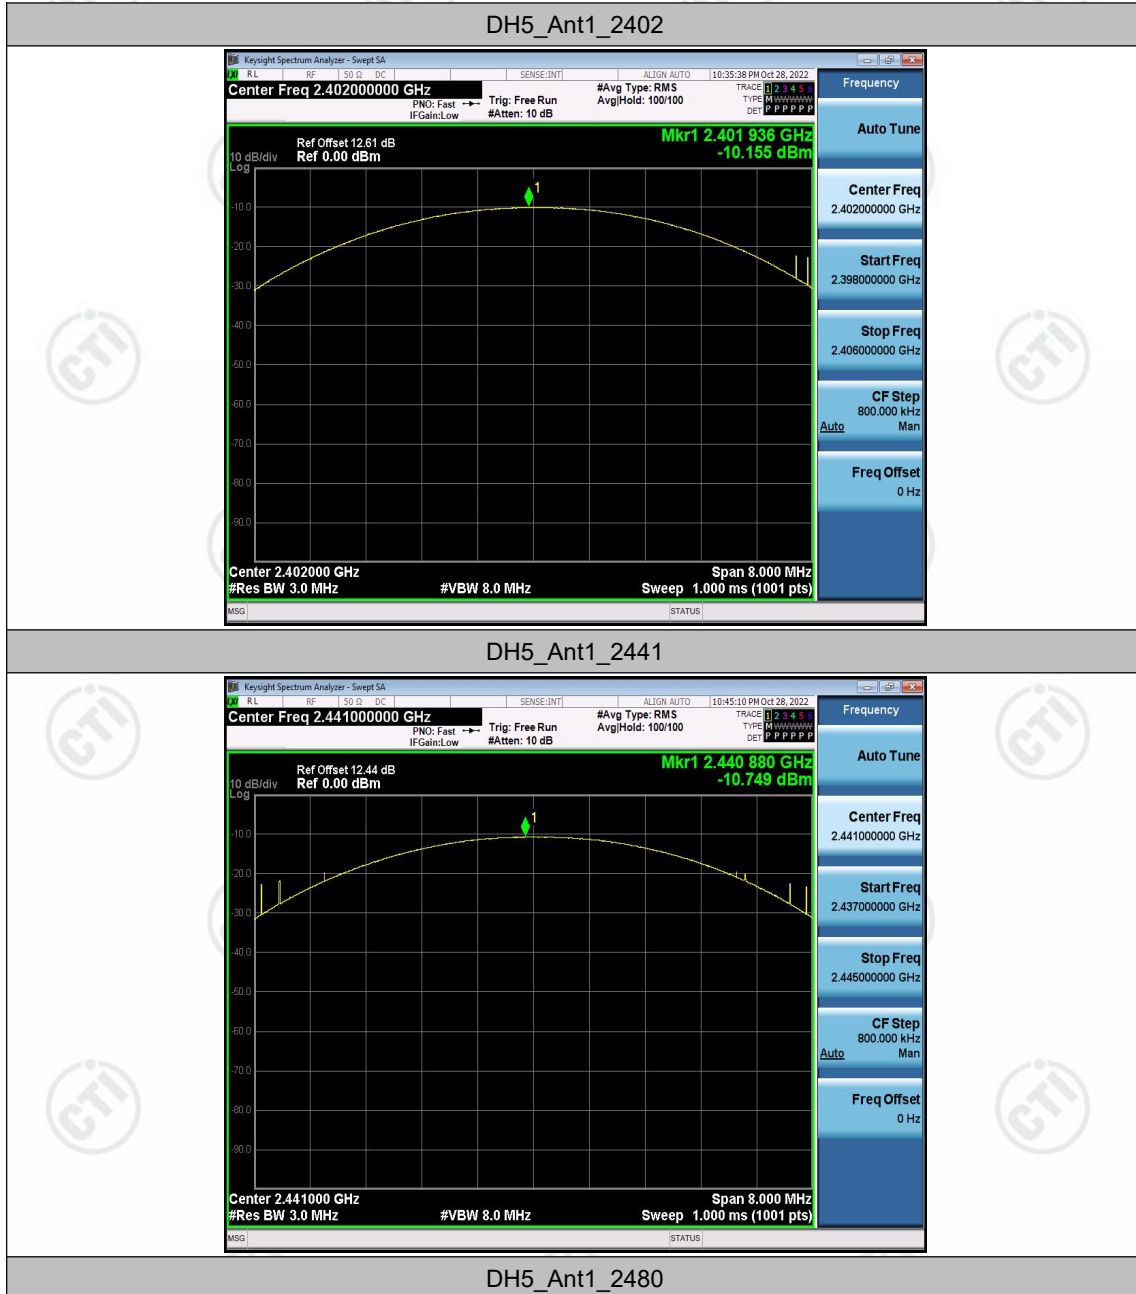 DH5_Ant1_2402
Keysight Spectrum Analyzer - Swept SA
LXI RL RF 50 Ω DC SENSE:INT ALIGN AUTO 10:35:38 PM Oct 28, 2022
Center Freq 2.402000000 GHz
PNO: Fast
IFGain:Low
Trig: Free Run
#Atten: 10 dB
#Avg Type: RMS
Avg|Hold: 100/100
TRACE 1 2 3 4 5 6
TYPE M WWWWW
DET P P P P P P
Frequency
Ref Offset 12.61 dB
10 dB/div Ref 0.00 dBm
Log
Mkr1 2.401 936 GHz
-10.155 dBm
1
-10.0
-20.0
-30.0
-40.0
-50.0
-60.0
-70.0
-80.0
-90.0
Center 2.402000 GHz Span 8.000 MHz
#Res BW 3.0 MHz #VBW 8.0 MHz Sweep 1.000 ms (1001 pts)
MSG STATUS
Auto Tune
Center Freq
2.402000000 GHz
Start Freq
2.398000000 GHz
Stop Freq
2.406000000 GHz
CF Step
800.000 kHz
Auto Man
Freq Offset
0 Hz
DH5_Ant1_2441
Keysight Spectrum Analyzer - Swept SA
LXI RL RF 50 Ω DC SENSE:INT ALIGN AUTO 10:45:10 PM Oct 28, 2022
Center Freq 2.441000000 GHz
PNO: Fast
IFGain:Low
Trig: Free Run
#Atten: 10 dB
#Avg Type: RMS
Avg|Hold: 100/100
TRACE 1 2 3 4 5 6
TYPE M WWWWW
DET P P P P P P
Frequency
Ref Offset 12.44 dB
10 dB/div Ref 0.00 dBm
Log
Mkr1 2.440 880 GHz
-10.749 dBm
1
-10.0
-20.0
-30.0
-40.0
-50.0
-60.0
-70.0
-80.0
-90.0
Center 2.441000 GHz Span 8.000 MHz
#Res BW 3.0 MHz #VBW 8.0 MHz Sweep 1.000 ms (1001 pts)
MSG STATUS
Auto Tune
Center Freq
2.441000000 GHz
Start Freq
2.437000000 GHz
Stop Freq
2.445000000 GHz
CF Step
800.000 kHz
Auto Man
Freq Offset
0 Hz
DH5_Ant1_2480
CTI
CTI
CTI
CTI
CTI
CTI